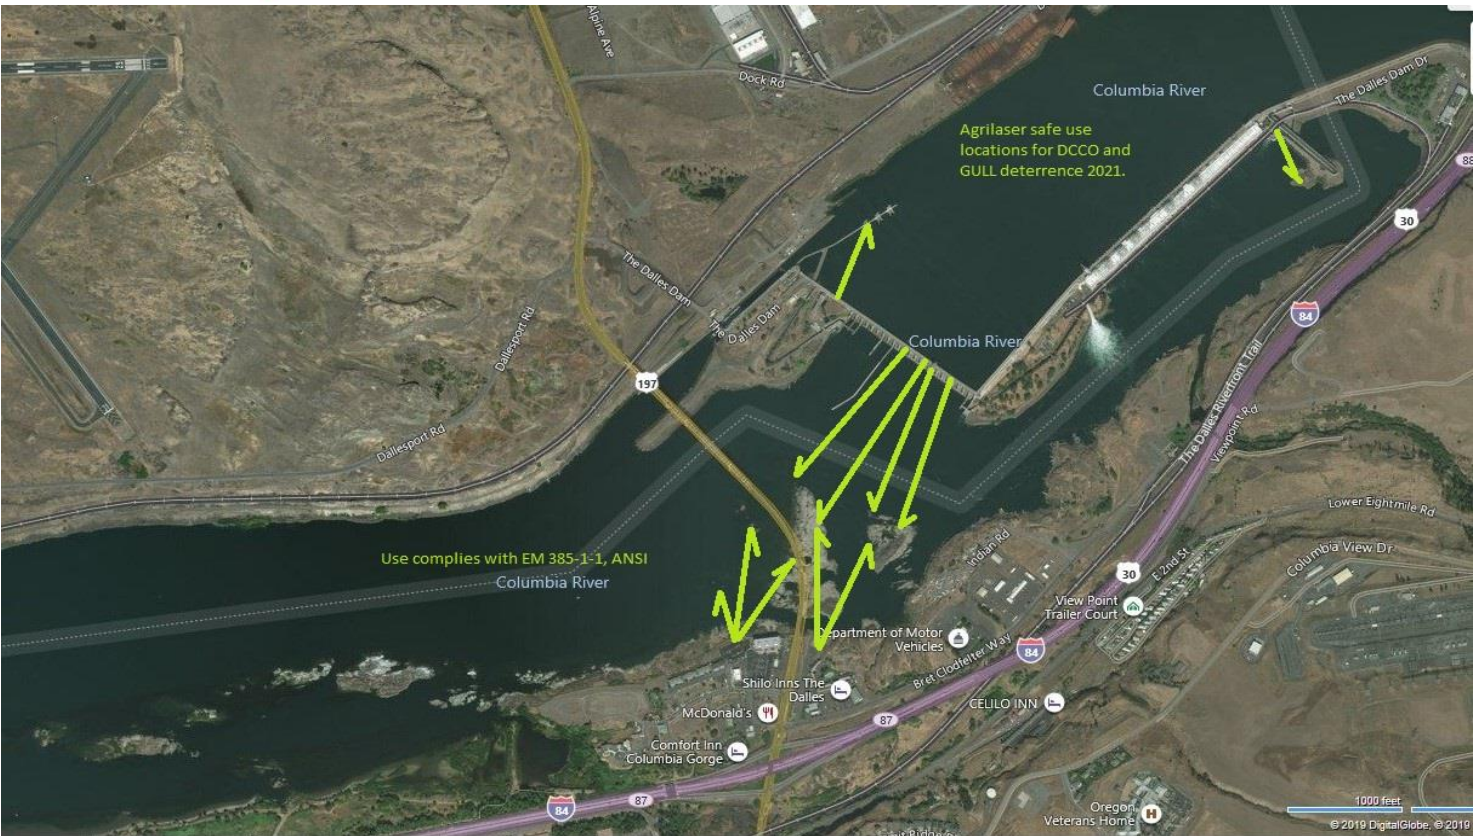 Alpine Ave
Dock Rd
Columbia River
The Dalles Dam Dr
Agrilaser safe use
locations for DCCO and
GULL deterrence 2021.
88
30
The Dalles Dam
The Dalles Dam
84
Dallesport Rd
Columbia River
197
The Dalles Riverfront Trail
Viewpoint Rd
Dallesport Rd
Lower Eightmile Rd
Indian Rd
Columbia View Dr
Use complies with EM 385-1-1, ANSI
Columbia River
E 2nd St
30
View Point
Trailer Court
Department of Motor
Vehicles
84
Bret Clodfelter Way
Shilo Inns The
Dalles
CELILO INN
McDonald's
87
Comfort Inn
Columbia Gorge
87
84
Oregon
Veterans Home
H
1000 feet
© 2019 DigitalGlobe, © 2019